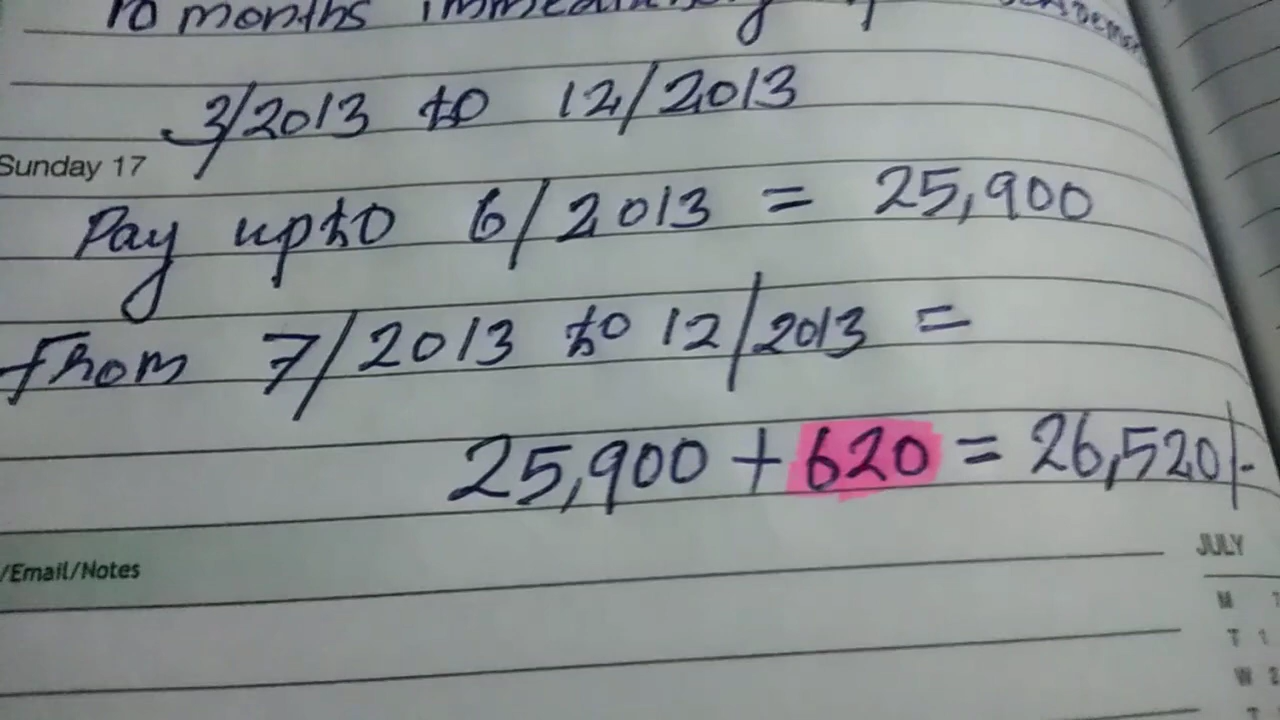 10 months immediately
3/2013 to 12/2013
Sunday 17
Pay upto 6/2013 = 25,900
from 7/2013 to 12/2013 =
25,900 + 620 = 26,520/-
/Email/Notes
JULY
M
T 1
W 2
T